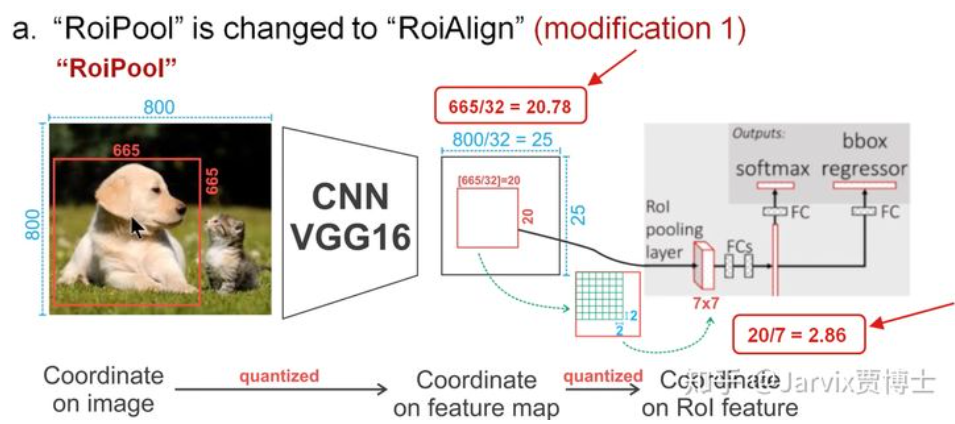 a. “RoiPool” is changed to “RoiAlign” (modification 1)
“RoiPool”
665/32 = 20.78
800
800/32 = 25
665
665
800
CNN
VGG16
[665/32]=20
20
25
Outputs:
softmax
bbox
regressor
FC
FC
RoI
pooling
layer
FCs
7x7
2
2
20/7 = 2.86
Coordinate
on image
quantized
Coordinate
on feature map
quantized
Coordinate
on RoI feature
知乎 @Jarvix贾博士